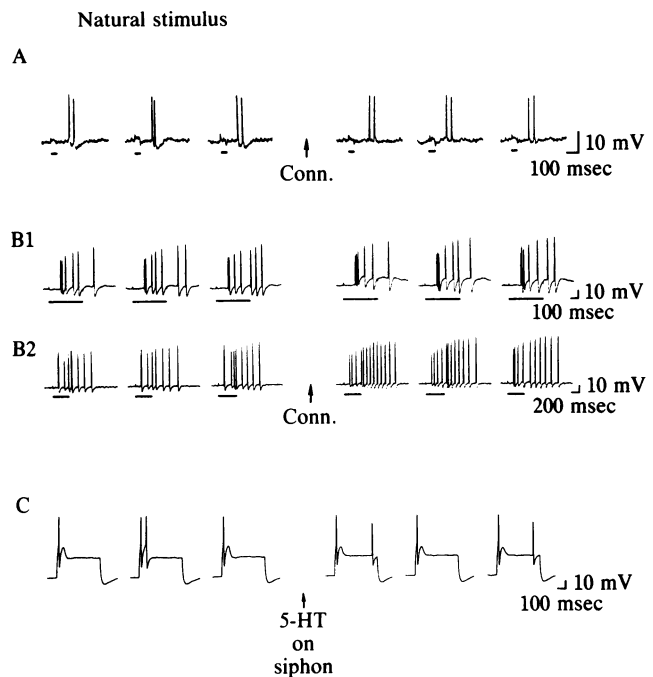 Natural stimulus
A
10 mV
100 msec
Conn.
B1
10 mV
100 msec
B2
10 mV
200 msec
Conn.
C
10 mV
100 msec
5-HT
on
siphon